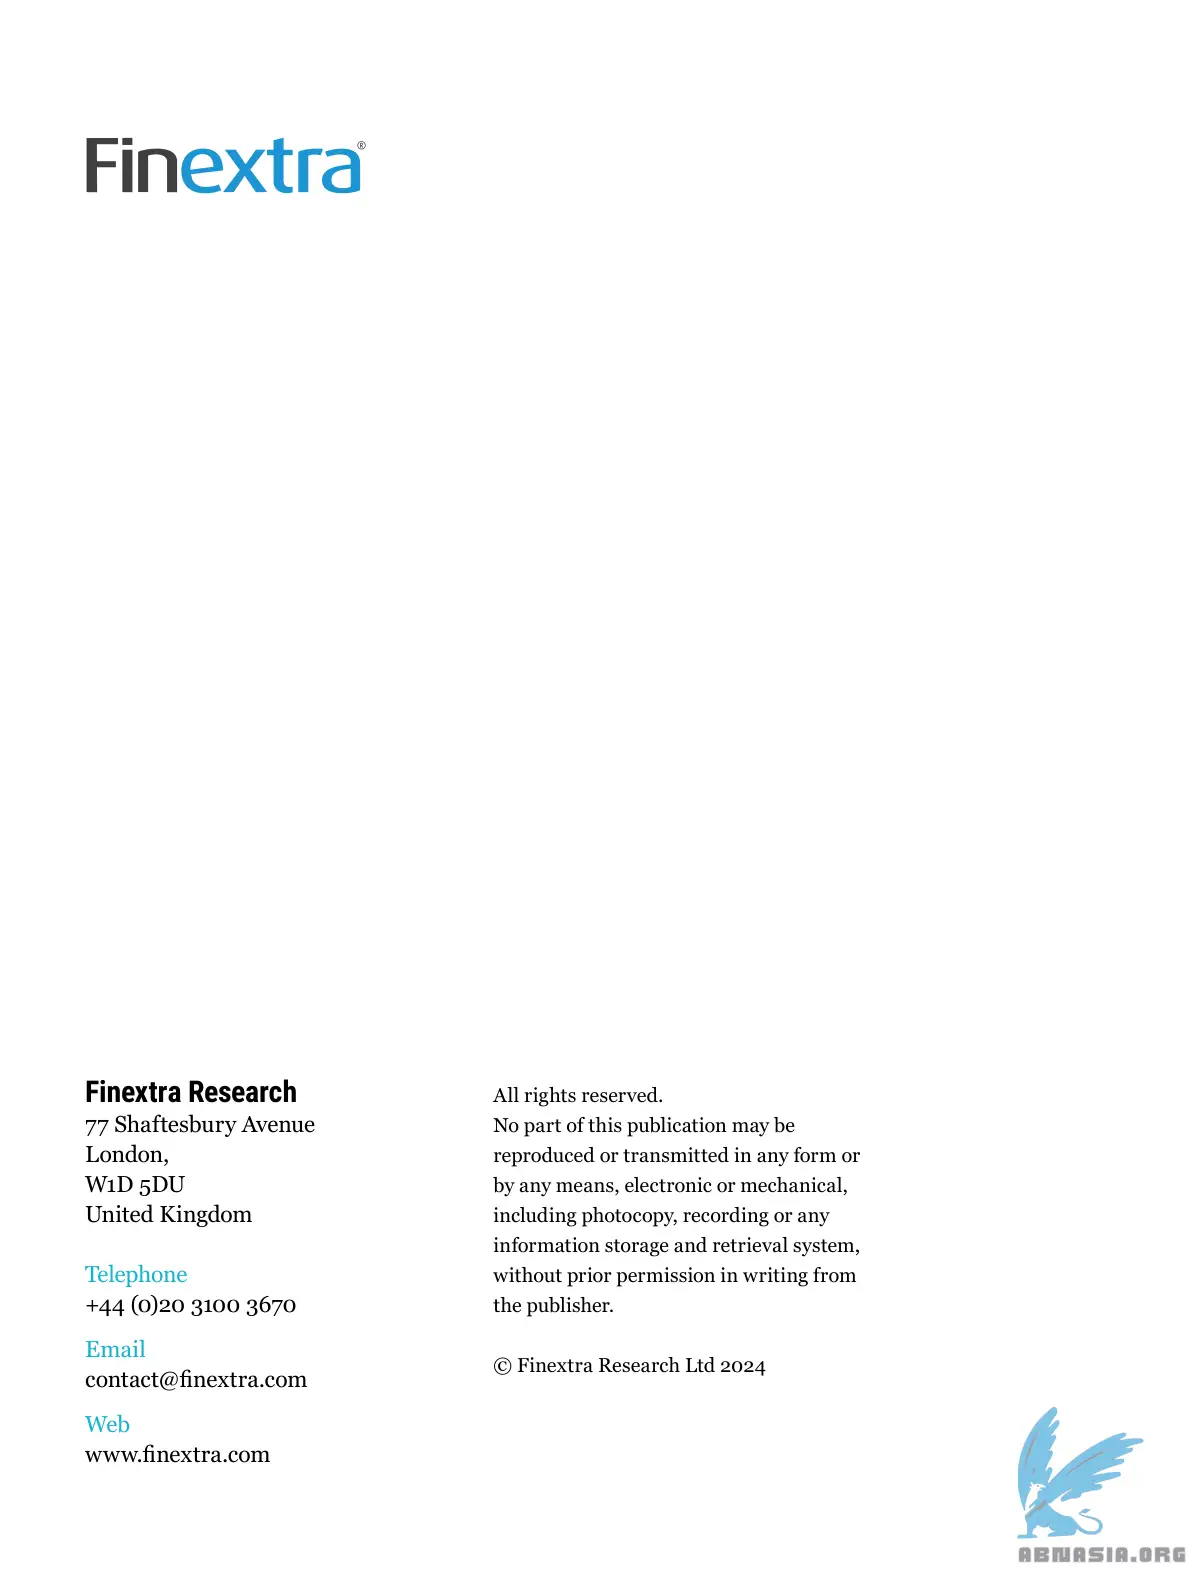 Finextra®
Finextra Research
77 Shaftesbury Avenue
London,
W1D 5DU
United Kingdom
Telephone
+44 (0)20 3100 3670
Email
contact@finextra.com
Web
www.finextra.com
All rights reserved.
No part of this publication may be
reproduced or transmitted in any form or
by any means, electronic or mechanical,
including photocopy, recording or any
information storage and retrieval system,
without prior permission in writing from
the publisher.
© Finextra Research Ltd 2024
ABNASIA.ORG